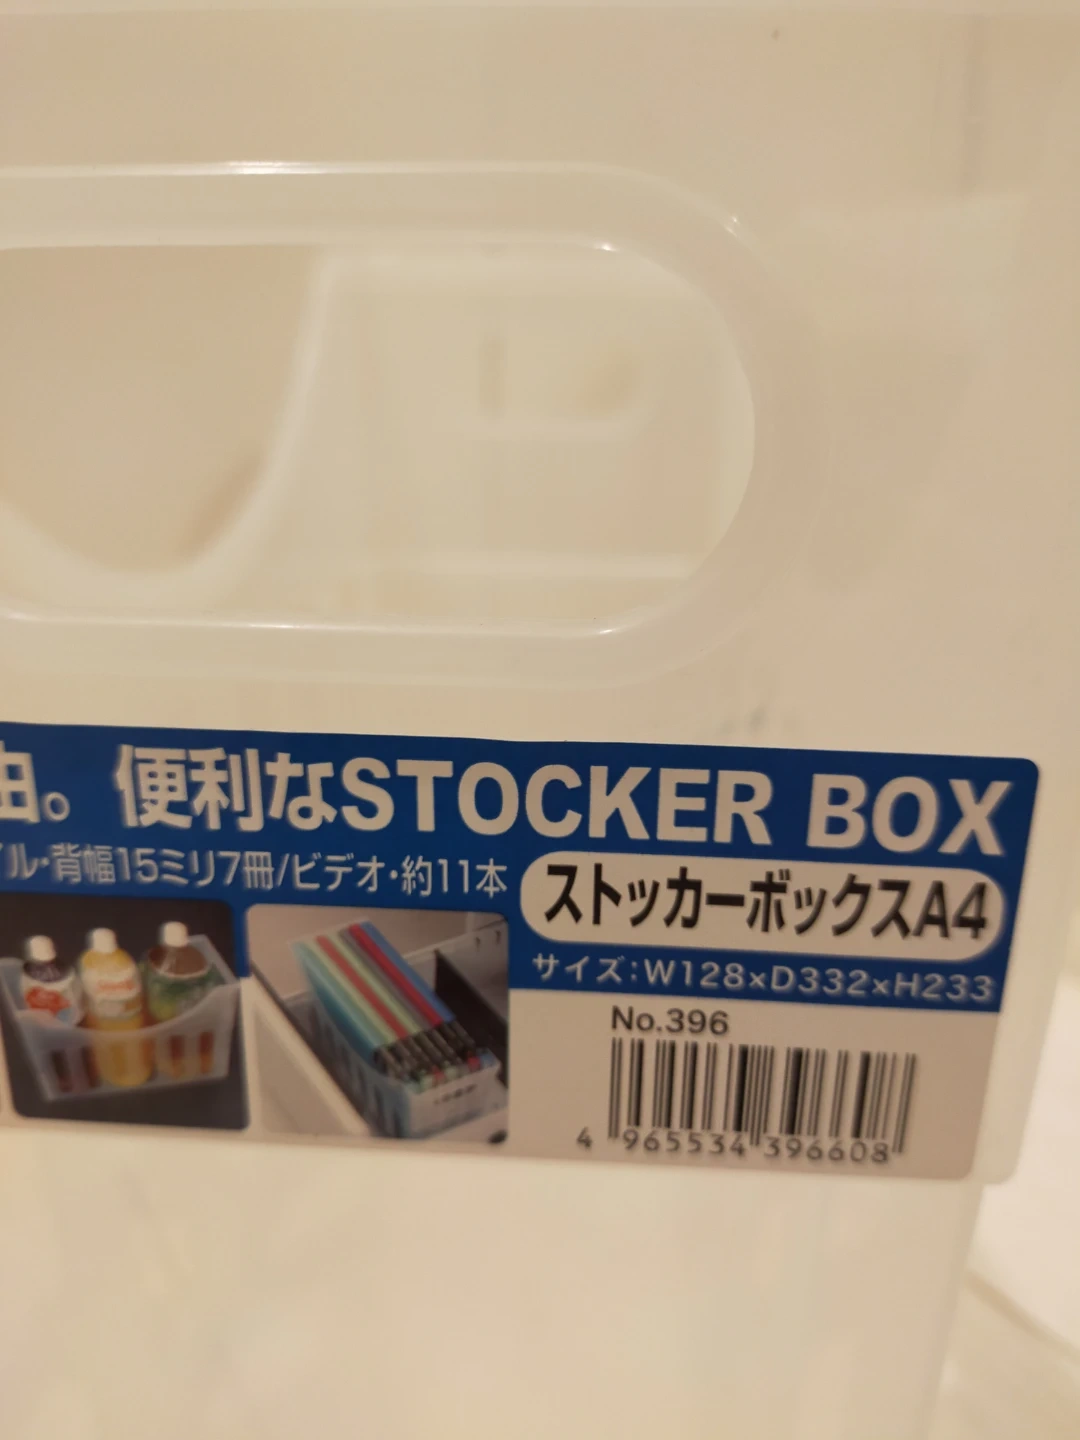 由。便利なSTOCKER BOX
イル・背幅15ミリ7冊/ビデオ・約11本
ストッカーボックスA4
サイズ:W128×D332×H233
No.396
4 965534 396608